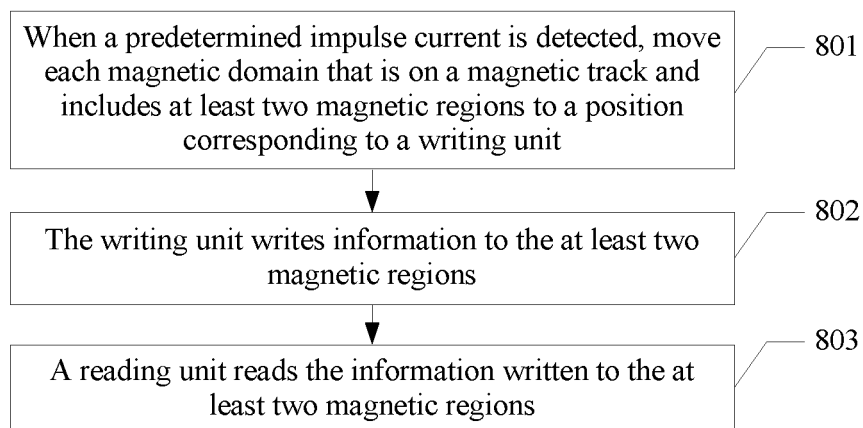 When a predetermined impulse current is detected, move
each magnetic domain that is on a magnetic track and
includes at least two magnetic regions to a position
corresponding to a writing unit
801
The writing unit writes information to the at least two
magnetic regions
802
A reading unit reads the information written to the at
least two magnetic regions
803